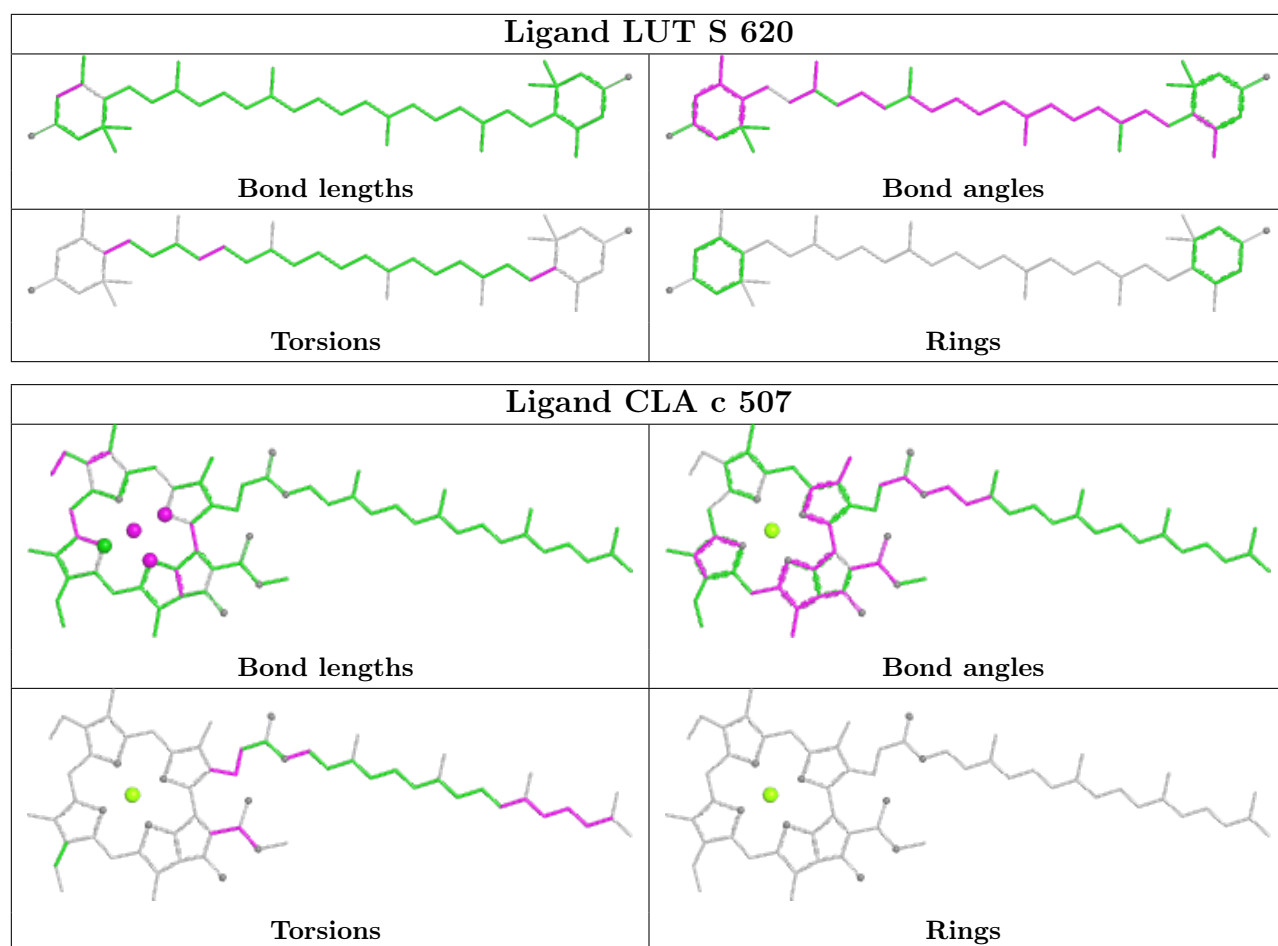 Ligand LUT S 620
Bond lengths
Bond angles
Torsions
Rings
Ligand CLA c 507
Bond lengths
Bond angles
Torsions
Rings